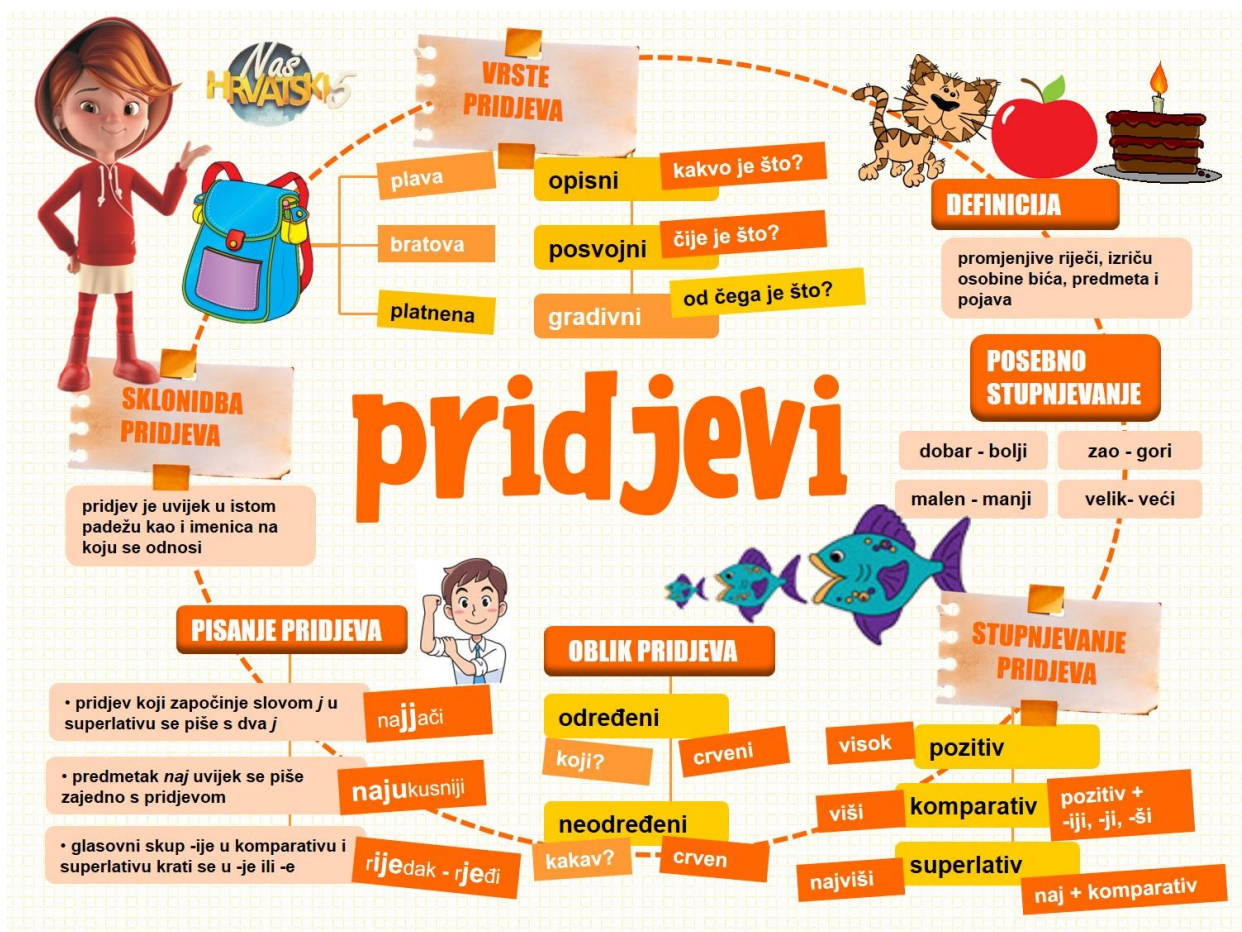 Naš
HRVATSKI 5
VRSTE
PRIDJEVA
plava
opisni
kakvo je što?
bratova
posvojni
čije je što?
platnena
gradivni
od čega je što?
DEFINICIJA
promjenjive riječi, izriču
osobine bića, predmeta i
pojava
POSEBNO
STUPNJEVANJE
dobar - bolji
zao - gori
malen - manji
velik- veći
SKLONIDBA
PRIDJEVA
pridjev je uvijek u istom
padežu kao i imenica na
koju se odnosi
pridjevi
PISANJE PRIDJEVA
• pridjev koji započinje slovom j u
superlativu se piše s dva j
najjači
• predmetak naj uvijek se piše
zajedno s pridjevom
najukusniji
• glasovni skup -ije u komparativu i
superlativu krati se u -je ili -e
rijedak - rjeđi
OBLIK PRIDJEVA
određeni
koji?
crveni
neodređeni
kakav?
crven
STUPNJEVANJE
PRIDJEVA
visok
pozitiv
viši
komparativ
pozitiv +
-iji, -ji, -ši
superlativ
najviši
naj + komparativ